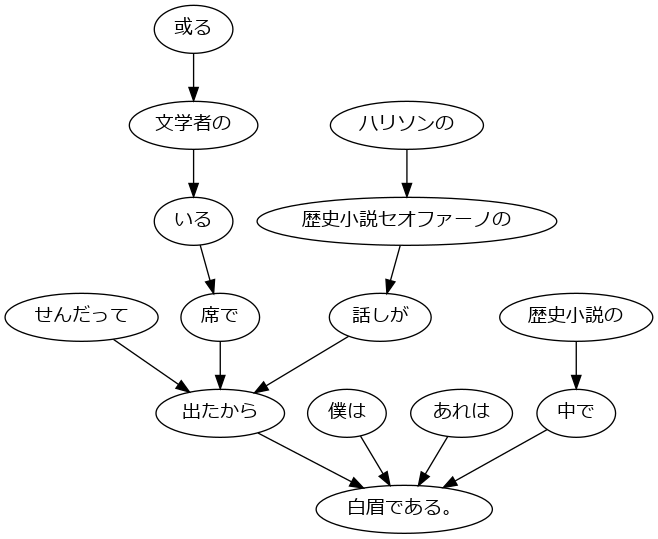 或る
文学者の
ハリソンの
いる
歴史小説セオファーノの
せんだって
席で
話しが
歴史小説の
出たから
僕は
あれは
中で
白眉である。